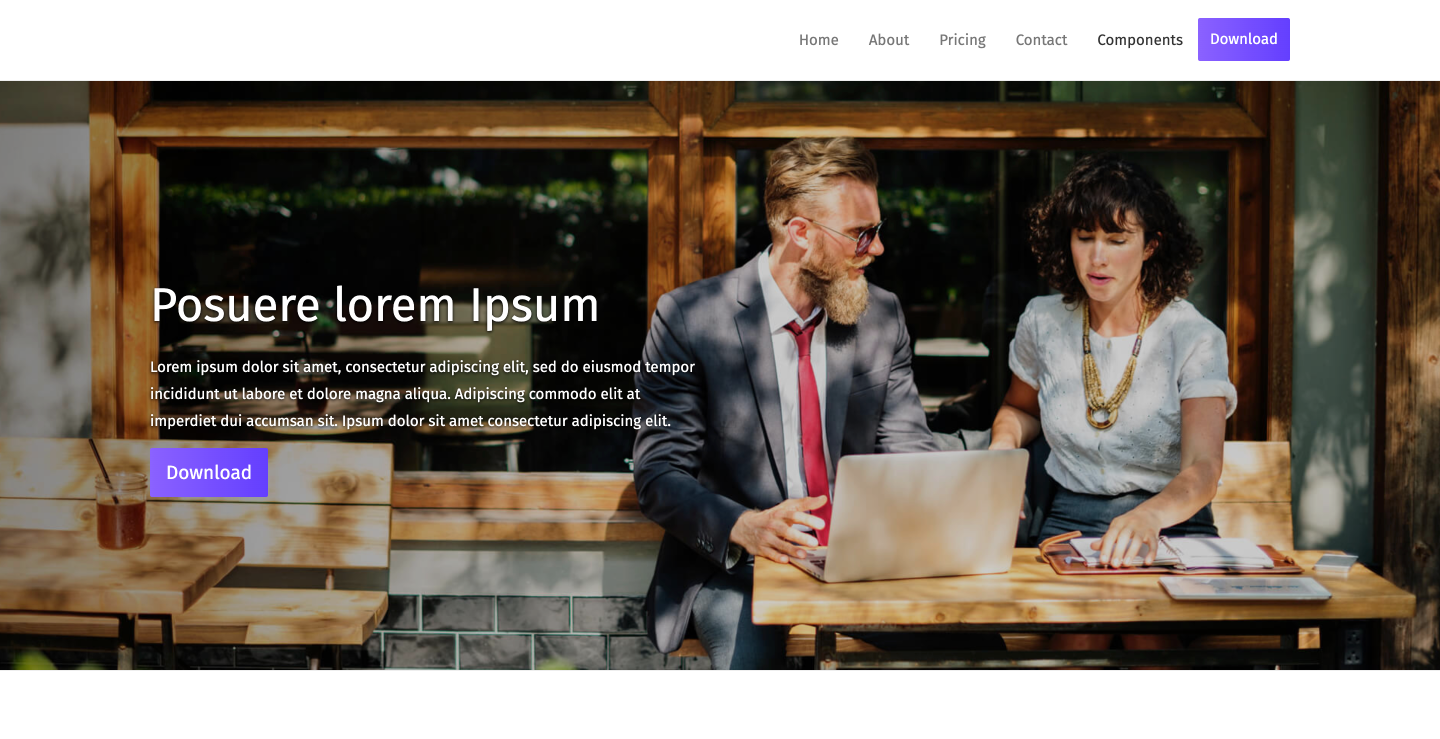 Home About Pricing Contact Components Download
Posuere lorem Ipsum
Lorem ipsum dolor sit amet, consectetur adipiscing elit, sed do eiusmod tempor
incididunt ut labore et dolore magna aliqua. Adipiscing commodo elit at
imperdiet dui accumsan sit. Ipsum dolor sit amet consectetur adipiscing elit.
Download